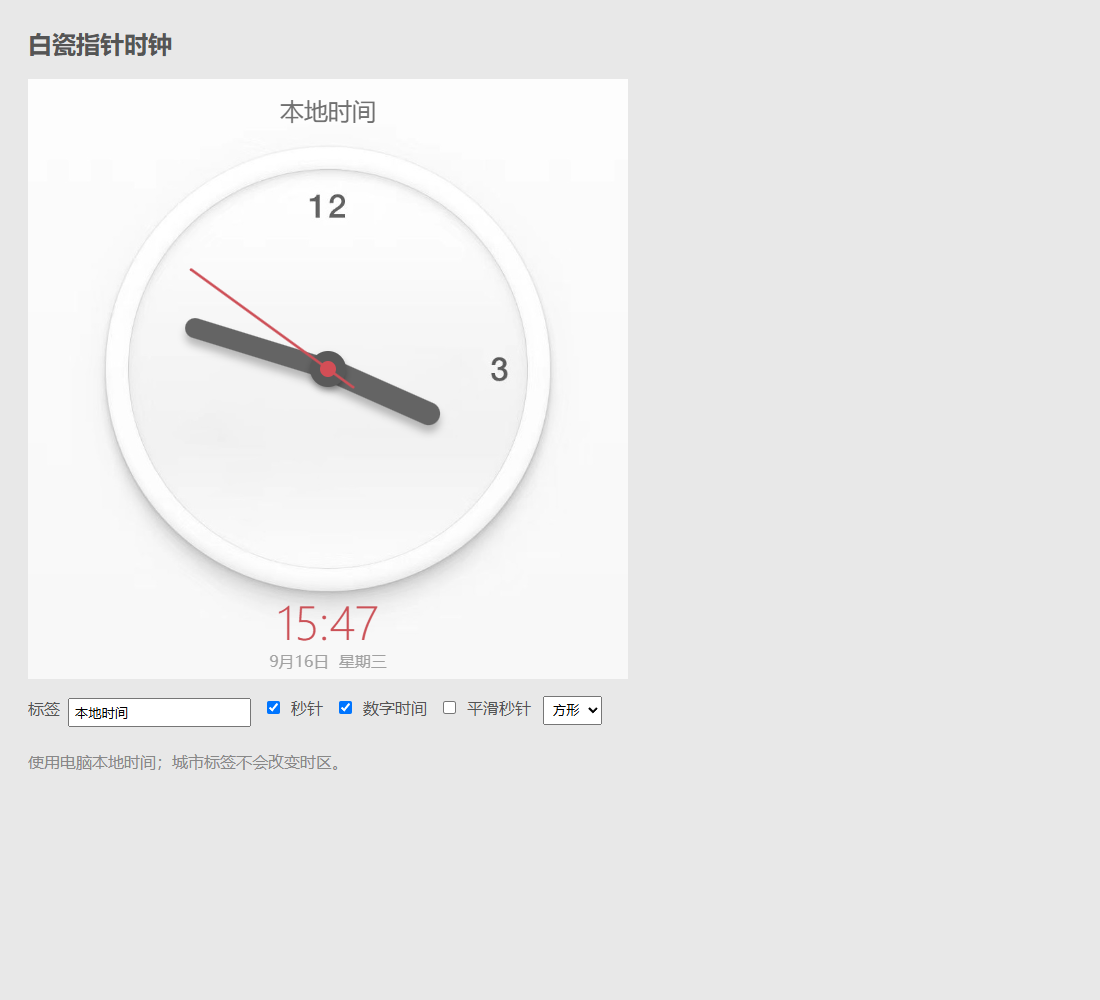 白瓷指针时钟
本地时间
12
3
15:47
9月16日 星期三
标签 本地时间 秒针 数字时间 平滑秒针 方形
使用电脑本地时间；城市标签不会改变时区。